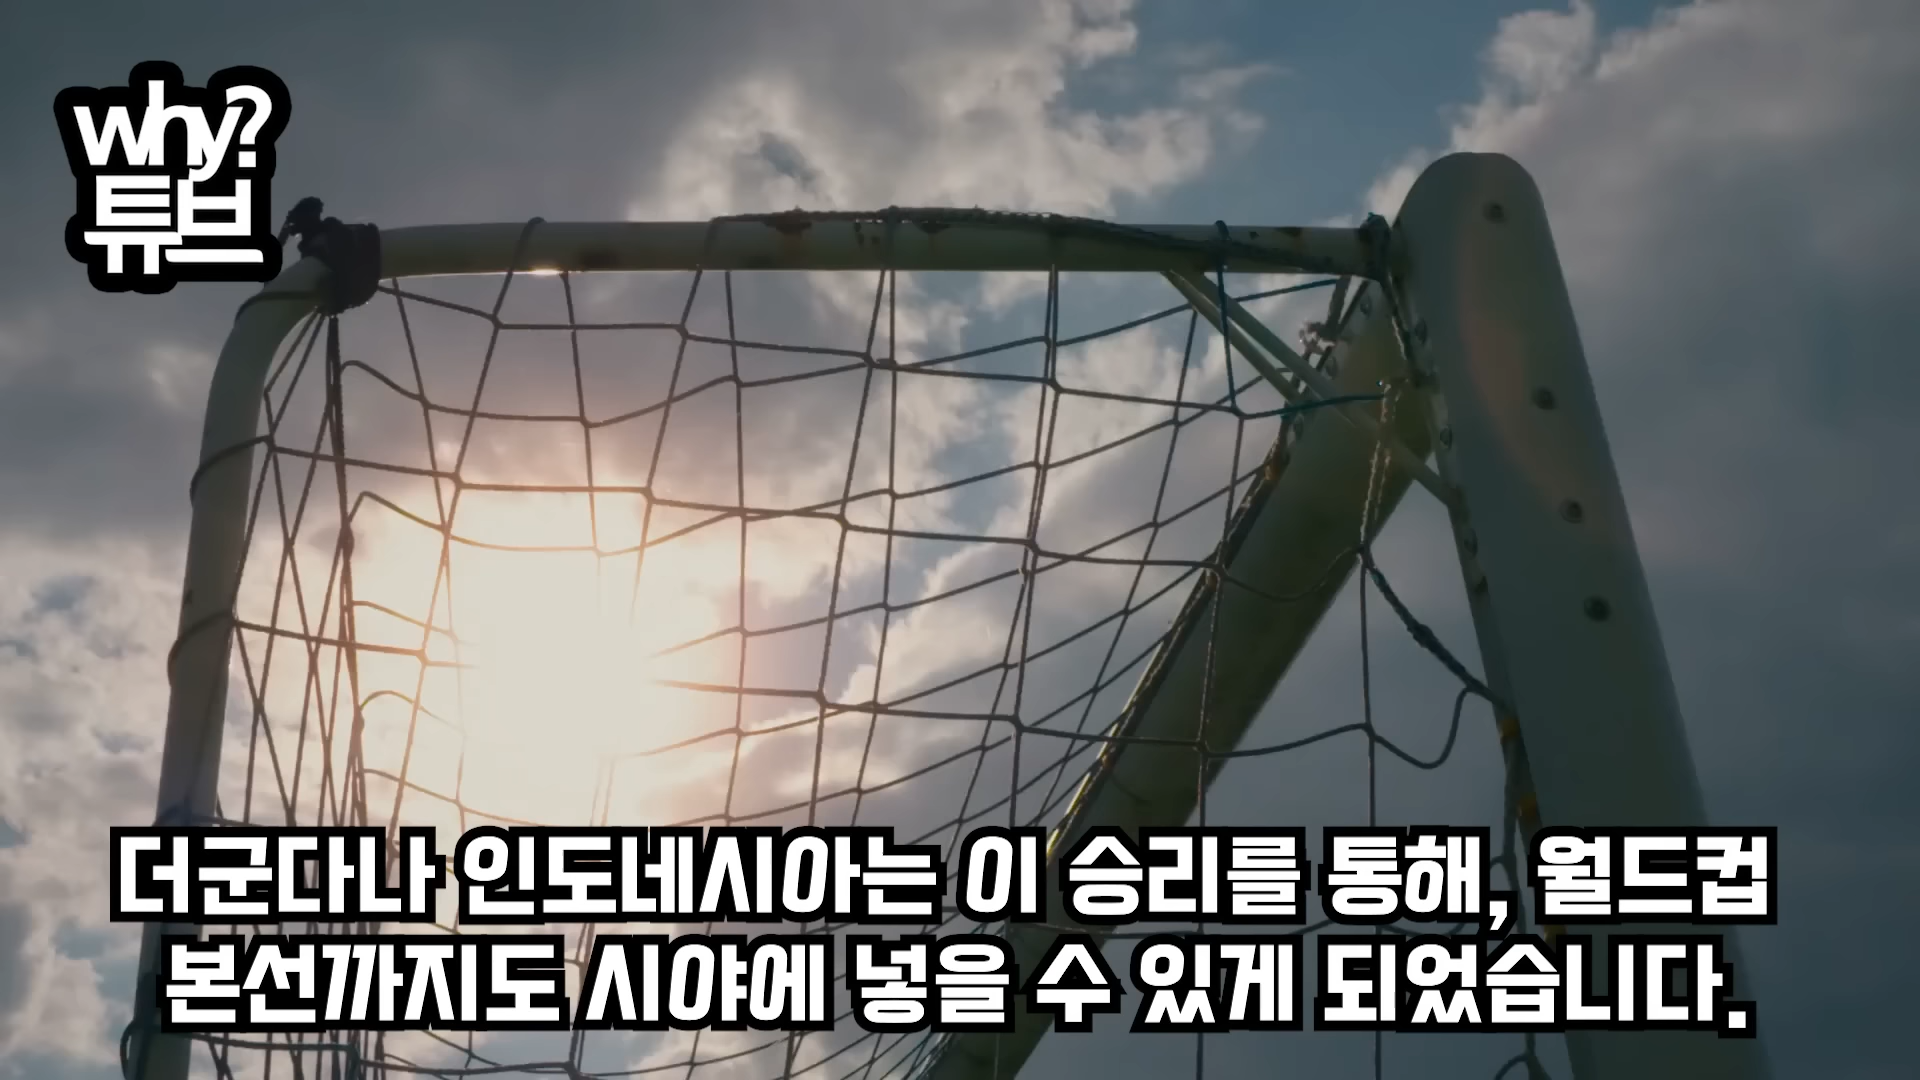 why?
튜브
더군다나 인도네시아는 이 승리를 통해, 월드컵
본선까지도 시야에 넣을 수 있게 되었습니다.